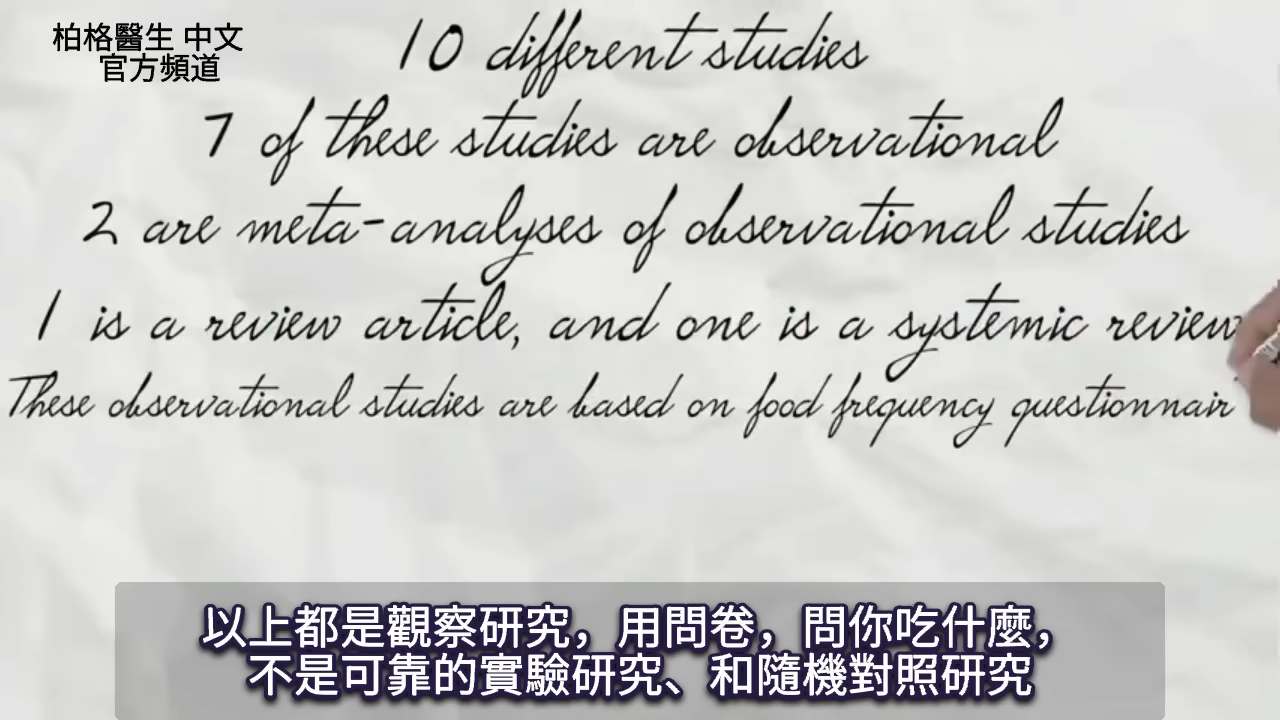 柏格醫生 中文
官方頻道
10 different studies
7 of these studies are observational
2 are meta-analyses of observational studies
1 is a review article, and one is a systemic review
These observational studies are based on food frequency questionnair
以上都是觀察研究，用問卷，問你吃什麼，
不是可靠的實驗研究、和隨機對照研究